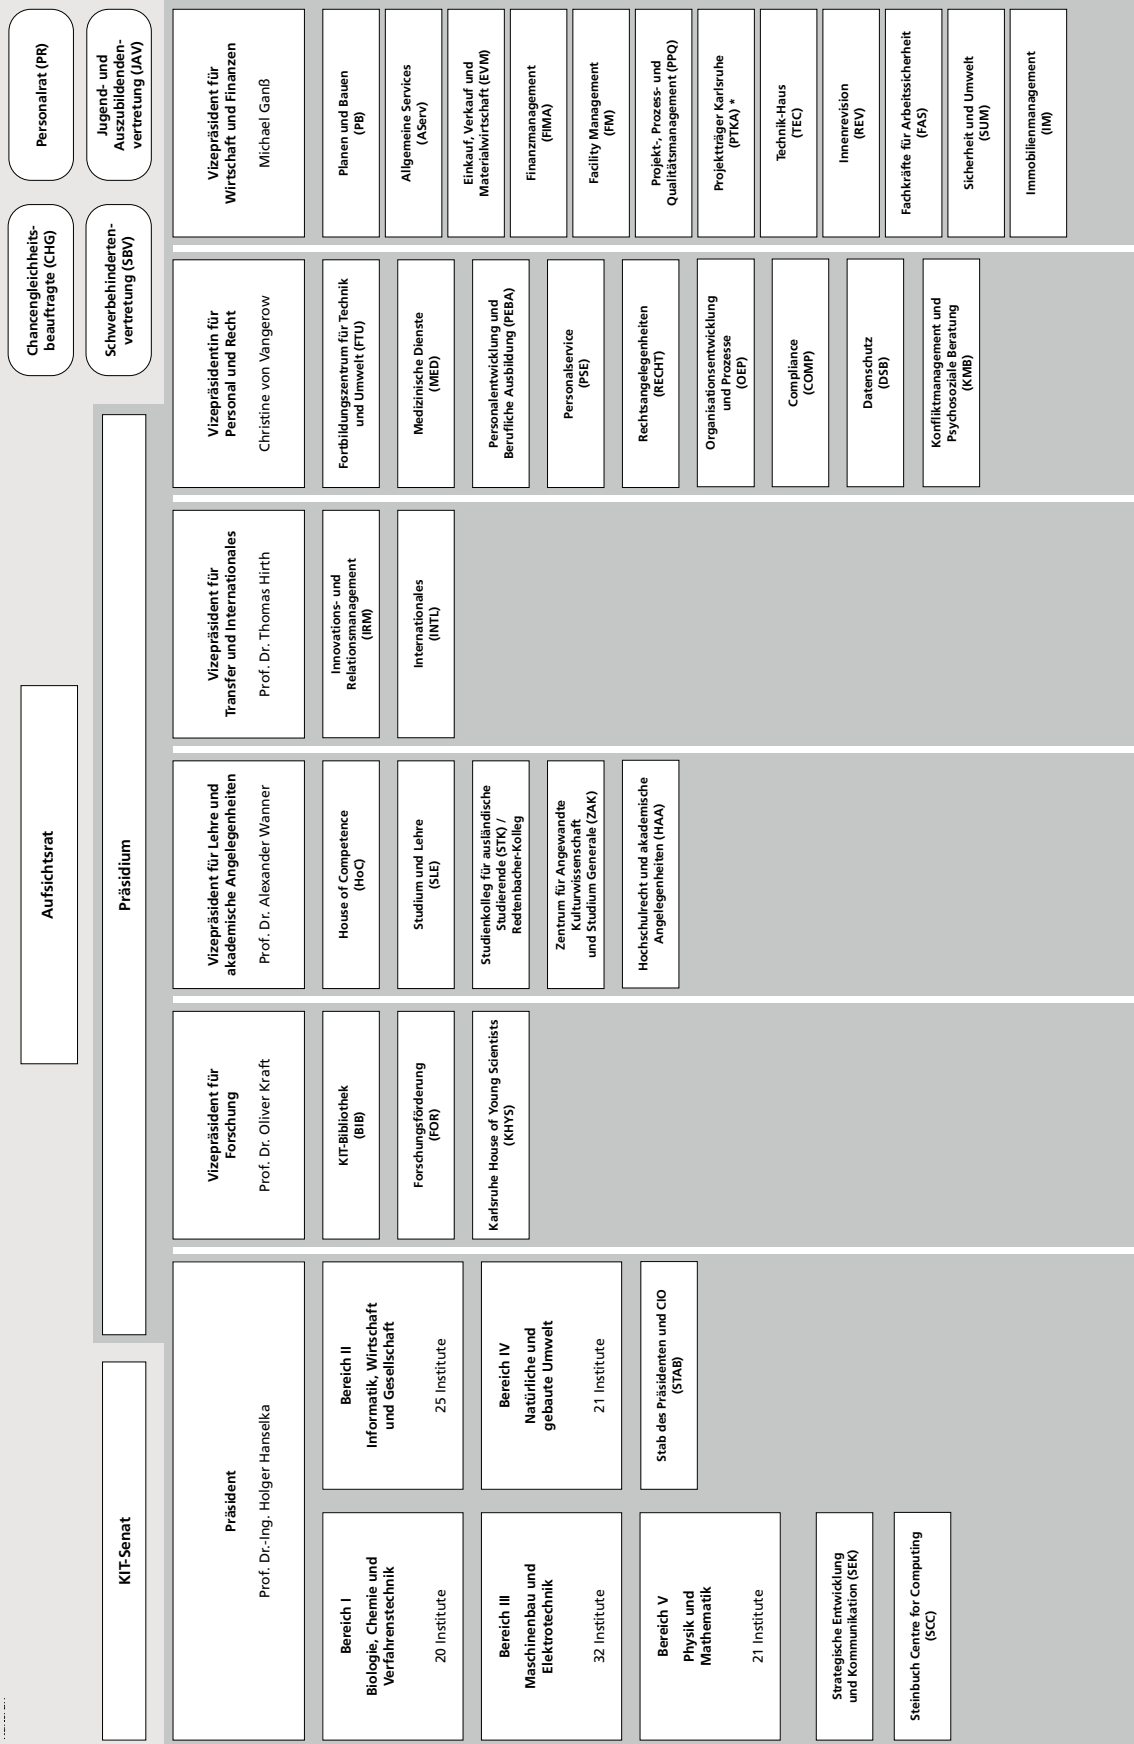 Aufsichtsrat
Chancengleichheits-
beauftragte (CHG)
Personalrat (PR)
KIT-Senat
Präsidium
Schwerbehinderten-
vertretung (SBV)
Jugend- und
Auszubildenden-
vertretung (JAV)
Präsident
Prof. Dr.-Ing. Holger Hanselka
Bereich I
Biologie, Chemie und
Verfahrenstechnik
20 Institute
Bereich II
Informatik, Wirtschaft
und Gesellschaft
25 Institute
Bereich III
Maschinenbau und
Elektrotechnik
32 Institute
Bereich IV
Natürliche und
gebaute Umwelt
21 Institute
Bereich V
Physik und
Mathematik
21 Institute
Stab des Präsidenten und CIO
(STAB)
Strategische Entwicklung
und Kommunikation (SEK)
Steinbuch Centre for Computing
(SCC)
Vizepräsident für
Forschung
Prof. Dr. Oliver Kraft
KIT-Bibliothek
(BIB)
Forschungsförderung
(FOR)
Karlsruhe House of Young Scientists
(KHYS)
Vizepräsident für Lehre und
akademische Angelegenheiten
Prof. Dr. Alexander Wanner
House of Competence
(HoC)
Studium und Lehre
(SLE)
Studienkolleg für ausländische
Studierende (STK) /
Redtenbacher-Kolleg
Zentrum für Angewandte
Kulturwissenschaft
und Studium Generale (ZAK)
Hochschulrecht und akademische
Angelegenheiten (HAA)
Vizepräsident für
Transfer und Internationales
Prof. Dr. Thomas Hirth
Innovations- und
Relationsmanagement
(IRM)
Internationales
(INTL)
Vizepräsidentin für
Personal und Recht
Christine von Vangerow
Fortbildungszentrum für Technik
und Umwelt (FTU)
Medizinische Dienste
(MED)
Personalentwicklung und
Berufliche Ausbildung (PEBA)
Personalservice
(PSE)
Rechtsangelegenheiten
(RECHT)
Organisationsentwicklung
und Prozesse
(OEP)
Compliance
(COMP)
Datenschutz
(DSB)
Konfliktmanagement und
Psychosoziale Beratung
(KMB)
Vizepräsident für
Wirtschaft und Finanzen
Michael Ganß
Planen und Bauen
(PB)
Allgemeine Services
(AServ)
Einkauf, Verkauf und
Materialwirtschaft (EVM)
Finanzmanagement
(FIMA)
Facility Management
(FM)
Projekt-, Prozess- und
Qualitätsmanagement (PPQ)
Projektträger Karlsruhe
(PTKA) *
Technik-Haus
(TEC)
Innenrevision
(REV)
Fachkräfte für Arbeitssicherheit
(FAS)
Sicherheit und Umwelt
(SUM)
Immobilienmanagement
(IM)